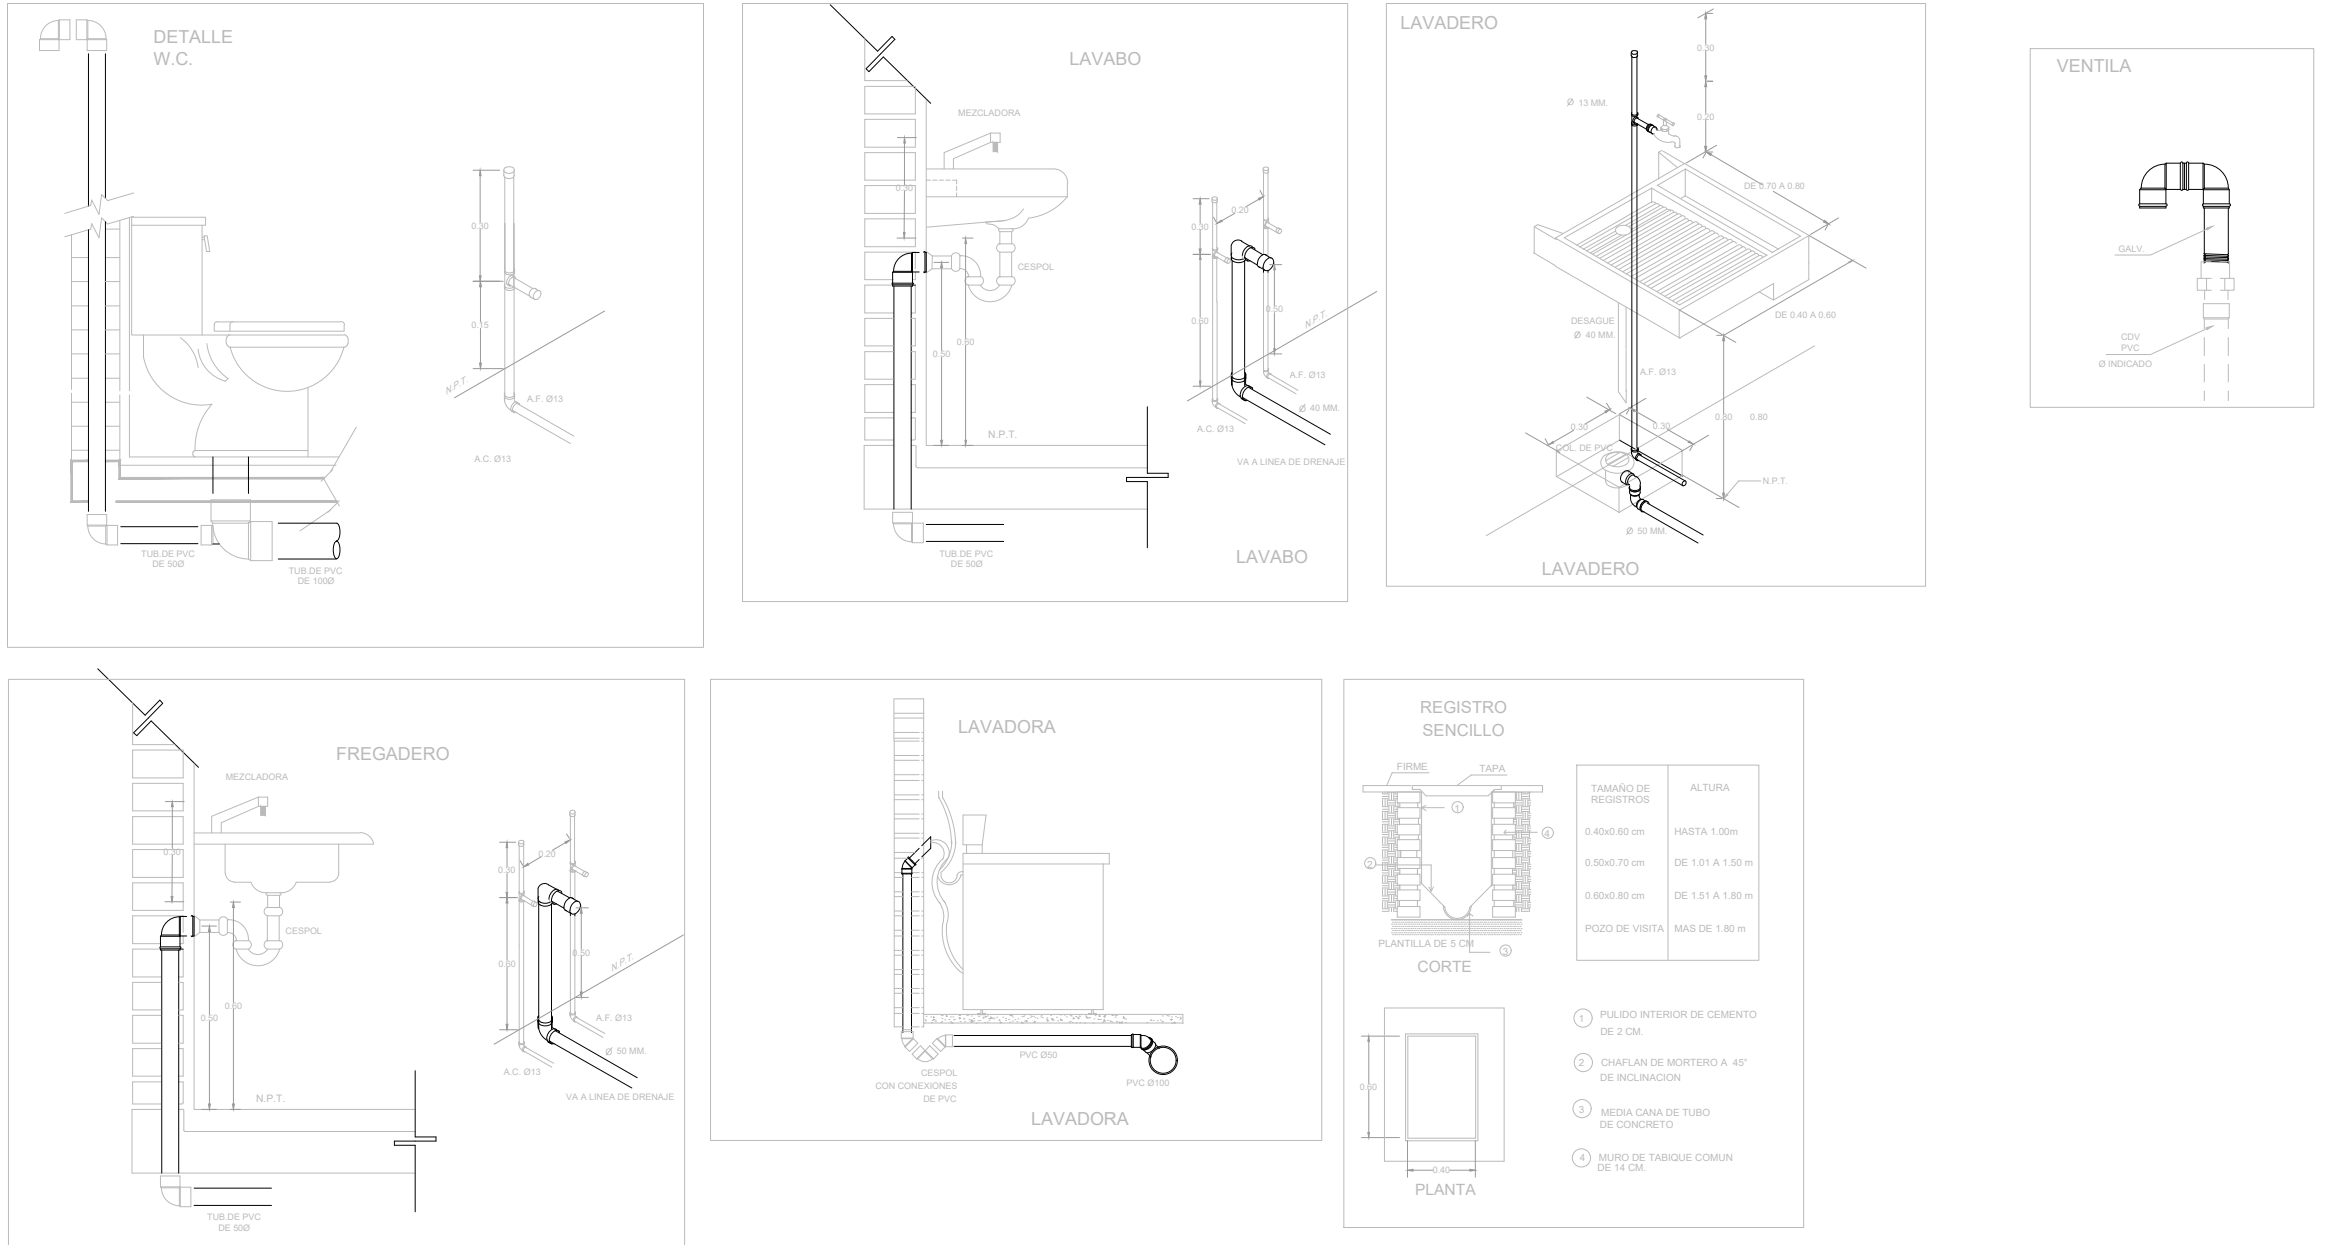 DETALLE
W.C.
0.30
0.15
N.P.T.
A.F. Ø13
A.C. Ø13
TUB.DE PVC
DE 50Ø
TUB.DE PVC
DE 100Ø
LAVABO
MEZCLADORA
0.30
CESPOL
0.60
0.50
N.P.T.
TUB.DE PVC
DE 50Ø
0.20
0.30
0.60
0.50
N.P.T.
A.F. Ø13
Ø 40 MM.
A.C. Ø13
VA A LINEA DE DRENAJE
LAVABO
LAVADERO
0.30
Ø 13 MM.
0.20
DE 0.70 A 0.80
DE 0.40 A 0.60
DESAGUE
Ø 40 MM.
A.F. Ø13
0.80
0.30
0.30
COL. DE PVC
N.P.T.
Ø 50 MM.
LAVADERO
VENTILA
GALV.
CDV
PVC
Ø INDICADO
FREGADERO
MEZCLADORA
0.30
CESPOL
0.60
0.50
N.P.T.
TUB.DE PVC
DE 50Ø
0.20
0.30
0.60
0.50
N.P.T.
A.F. Ø13
Ø 50 MM.
A.C. Ø13
VA A LINEA DE DRENAJE
LAVADORA
PVC Ø50
CESPOL
CON CONEXIONES
DE PVC
PVC Ø100
LAVADORA
REGISTRO
SENCILLO
FIRME
TAPA
1
4
2
PLANTILLA DE 5 CM
3
CORTE
0.60
0.40
PLANTA
TAMAÑO DE
REGISTROS
ALTURA
0.40x0.60 cm HASTA 1.00m
0.50x0.70 cm DE 1.01 A 1.50 m
0.60x0.80 cm DE 1.51 A 1.80 m
POZO DE VISITA MAS DE 1.80 m
1 PULIDO INTERIOR DE CEMENTO
DE 2 CM.
2 CHAFLAN DE MORTERO A 45°
DE INCLINACION
3 MEDIA CANA DE TUBO
DE CONCRETO
4 MURO DE TABIQUE COMUN
DE 14 CM.